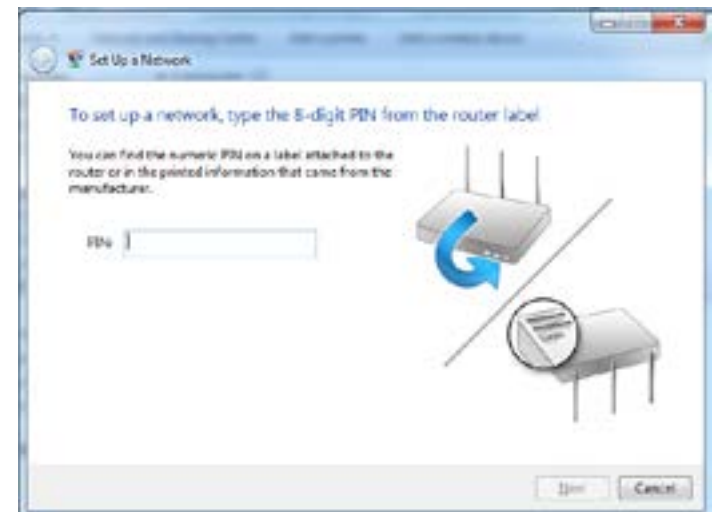 Set Up a Network
To set up a network, type the 8-digit PIN from the router label
You can find the numeric PIN on a label attached to the
router or in the printed information that came from the
manufacturer.
PIN:
Next
Cancel